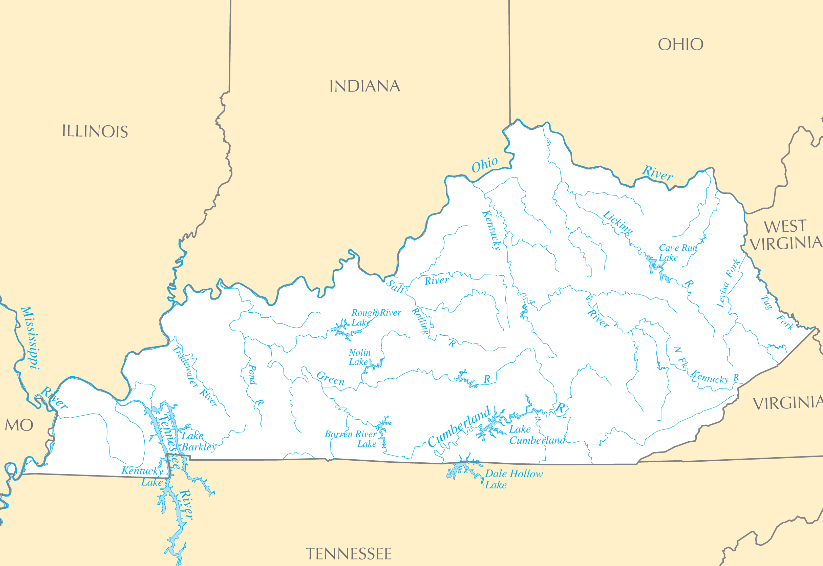 OHIO
INDIANA
ILLINOIS
Ohio
River
Licking
R.
Kentucky
WEST
VIRGINIA
Cave Run
Lake
Levisa Fork
Tug
Fork
Salt
River
Rolling
R.
Rough River
Lake
River
Mississippi
River
Nolin
Lake
Tradewater River
Pond
R.
Green
R.
N. Fk.
Kentucky R.
VIRGINIA
MO
Cumberland
R.
Lake
Cumberland
Barren River
Lake
Tennessee
River
Lake
Barkley
Kentucky
Lake
Dale Hollow
Lake
TENNESSEE